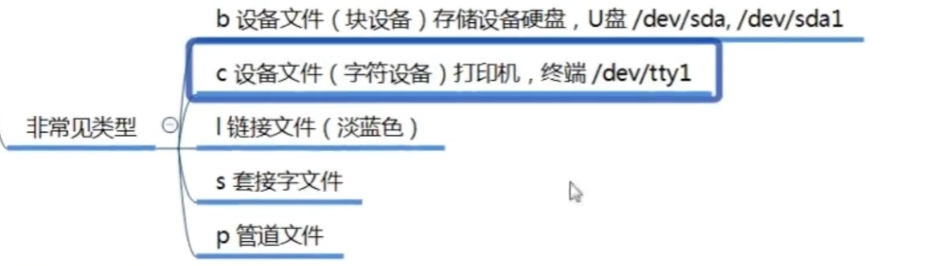 b 设备文件（块设备）存储设备硬盘，U盘 /dev/sda, /dev/sda1
c 设备文件（字符设备）打印机，终端 /dev/tty1
非常见类型
l 链接文件（淡蓝色）
s 套接字文件
p 管道文件